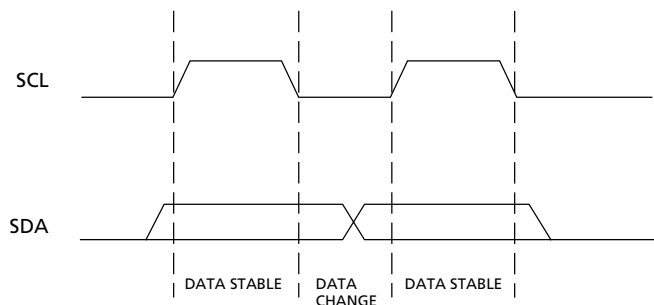 SCL
SDA
DATA STABLE
DATA
CHANGE
DATA STABLE